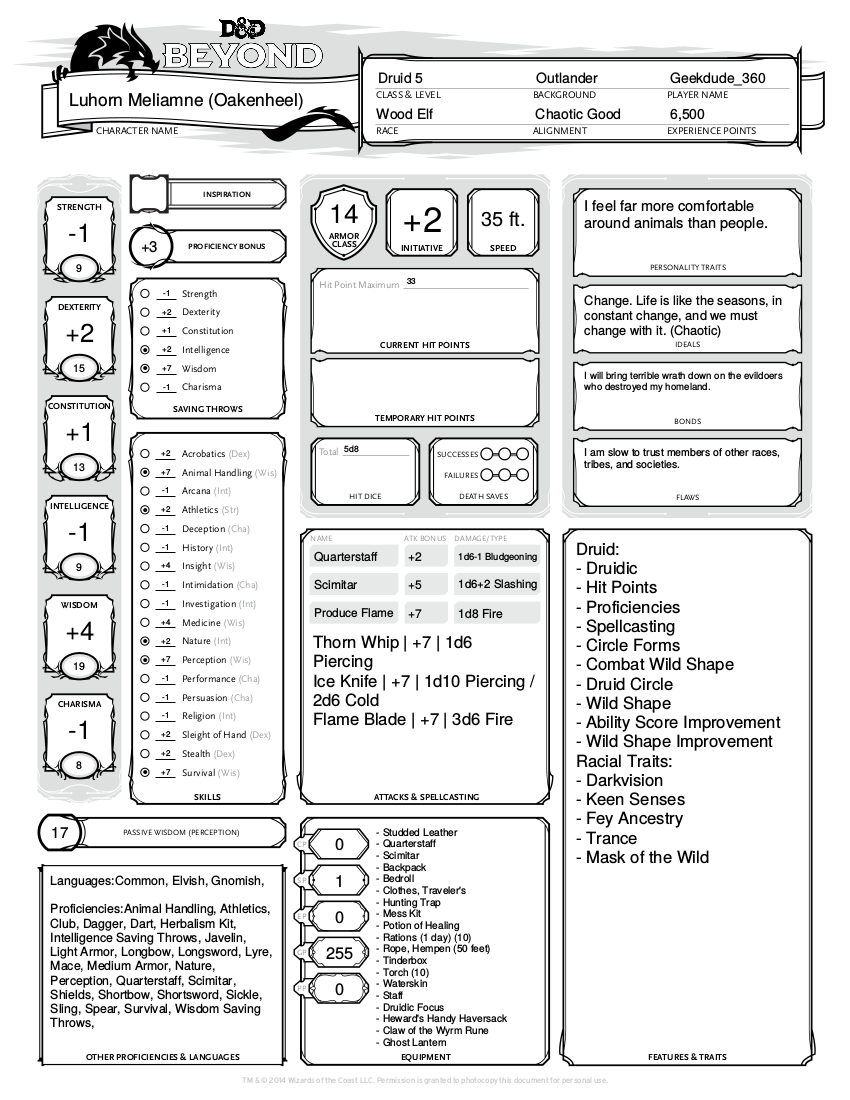 D&D
BEYOND
Luhorn Meliamne (Oakenheel)
CHARACTER NAME
Druid 5
Outlander
Geekdude_360
CLASS & LEVEL
BACKGROUND
PLAYER NAME
Wood Elf
Chaotic Good
6,500
RACE
ALIGNMENT
EXPERIENCE POINTS
STRENGTH
-1
9
DEXTERITY
+2
15
CONSTITUTION
+1
13
INTELLIGENCE
-1
9
WISDOM
+4
19
CHARISMA
-1
8
INSPIRATION
+3 PROFICIENCY BONUS
-1 Strength
+2 Dexterity
+1 Constitution
+2 Intelligence
+7 Wisdom
-1 Charisma
SAVING THROWS
+2 Acrobatics (Dex)
+7 Animal Handling (Wis)
-1 Arcana (Int)
+2 Athletics (Str)
-1 Deception (Cha)
-1 History (Int)
+4 Insight (Wis)
-1 Intimidation (Cha)
-1 Investigation (Int)
+4 Medicine (Wis)
+2 Nature (Int)
+7 Perception (Wis)
-1 Performance (Cha)
-1 Persuasion (Cha)
-1 Religion (Int)
+2 Sleight of Hand (Dex)
+2 Stealth (Dex)
+7 Survival (Wis)
SKILLS
17 PASSIVE WISDOM (PERCEPTION)
Languages:Common, Elvish, Gnomish,
Proficiencies:Animal Handling, Athletics,
Club, Dagger, Dart, Herbalism Kit,
Intelligence Saving Throws, Javelin,
Light Armor, Longbow, Longsword, Lyre,
Mace, Medium Armor, Nature,
Perception, Quarterstaff, Scimitar,
Shields, Shortbow, Shortsword, Sickle,
Sling, Spear, Survival, Wisdom Saving
Throws,
OTHER PROFICIENCIES & LANGUAGES
14
ARMOR
CLASS
+2
INITIATIVE
35 ft.
SPEED
Hit Point Maximum 33
CURRENT HIT POINTS
TEMPORARY HIT POINTS
Total 5d8
HIT DICE
SUCCESSES
FAILURES
DEATH SAVES
NAME ATK BONUS DAMAGE/TYPE
Quarterstaff +2 1d6-1 Bludgeoning
Scimitar +5 1d6+2 Slashing
Produce Flame +7 1d8 Fire
Thorn Whip | +7 | 1d6
Piercing
Ice Knife | +7 | 1d10 Piercing /
2d6 Cold
Flame Blade | +7 | 3d6 Fire
ATTACKS & SPELLCASTING
CP 0
SP 1
EP 0
GP 255
PP 0
- Studded Leather
- Quarterstaff
- Scimitar
- Backpack
- Bedroll
- Clothes, Traveler's
- Hunting Trap
- Mess Kit
- Potion of Healing
- Rations (1 day) (10)
- Rope, Hempen (50 feet)
- Tinderbox
- Torch (10)
- Waterskin
- Staff
- Druidic Focus
- Heward's Handy Haversack
- Claw of the Wyrm Rune
- Ghost Lantern
EQUIPMENT
I feel far more comfortable
around animals than people.
PERSONALITY TRAITS
Change. Life is like the seasons, in
constant change, and we must
change with it. (Chaotic)
IDEALS
I will bring terrible wrath down on the evildoers
who destroyed my homeland.
BONDS
I am slow to trust members of other races,
tribes, and societies.
FLAWS
Druid:
- Druidic
- Hit Points
- Proficiencies
- Spellcasting
- Circle Forms
- Combat Wild Shape
- Druid Circle
- Wild Shape
- Ability Score Improvement
- Wild Shape Improvement
Racial Traits:
- Darkvision
- Keen Senses
- Fey Ancestry
- Trance
- Mask of the Wild
FEATURES & TRAITS
TM & © 2014 Wizards of the Coast LLC. Permission is granted to photocopy this document for personal use.